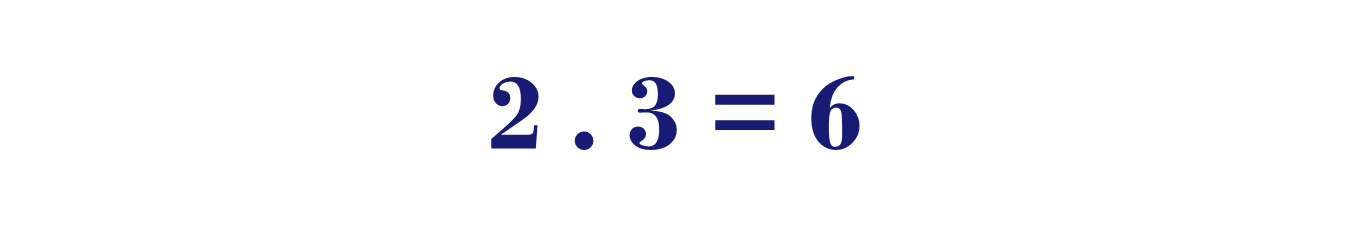 2 . 3 = 6